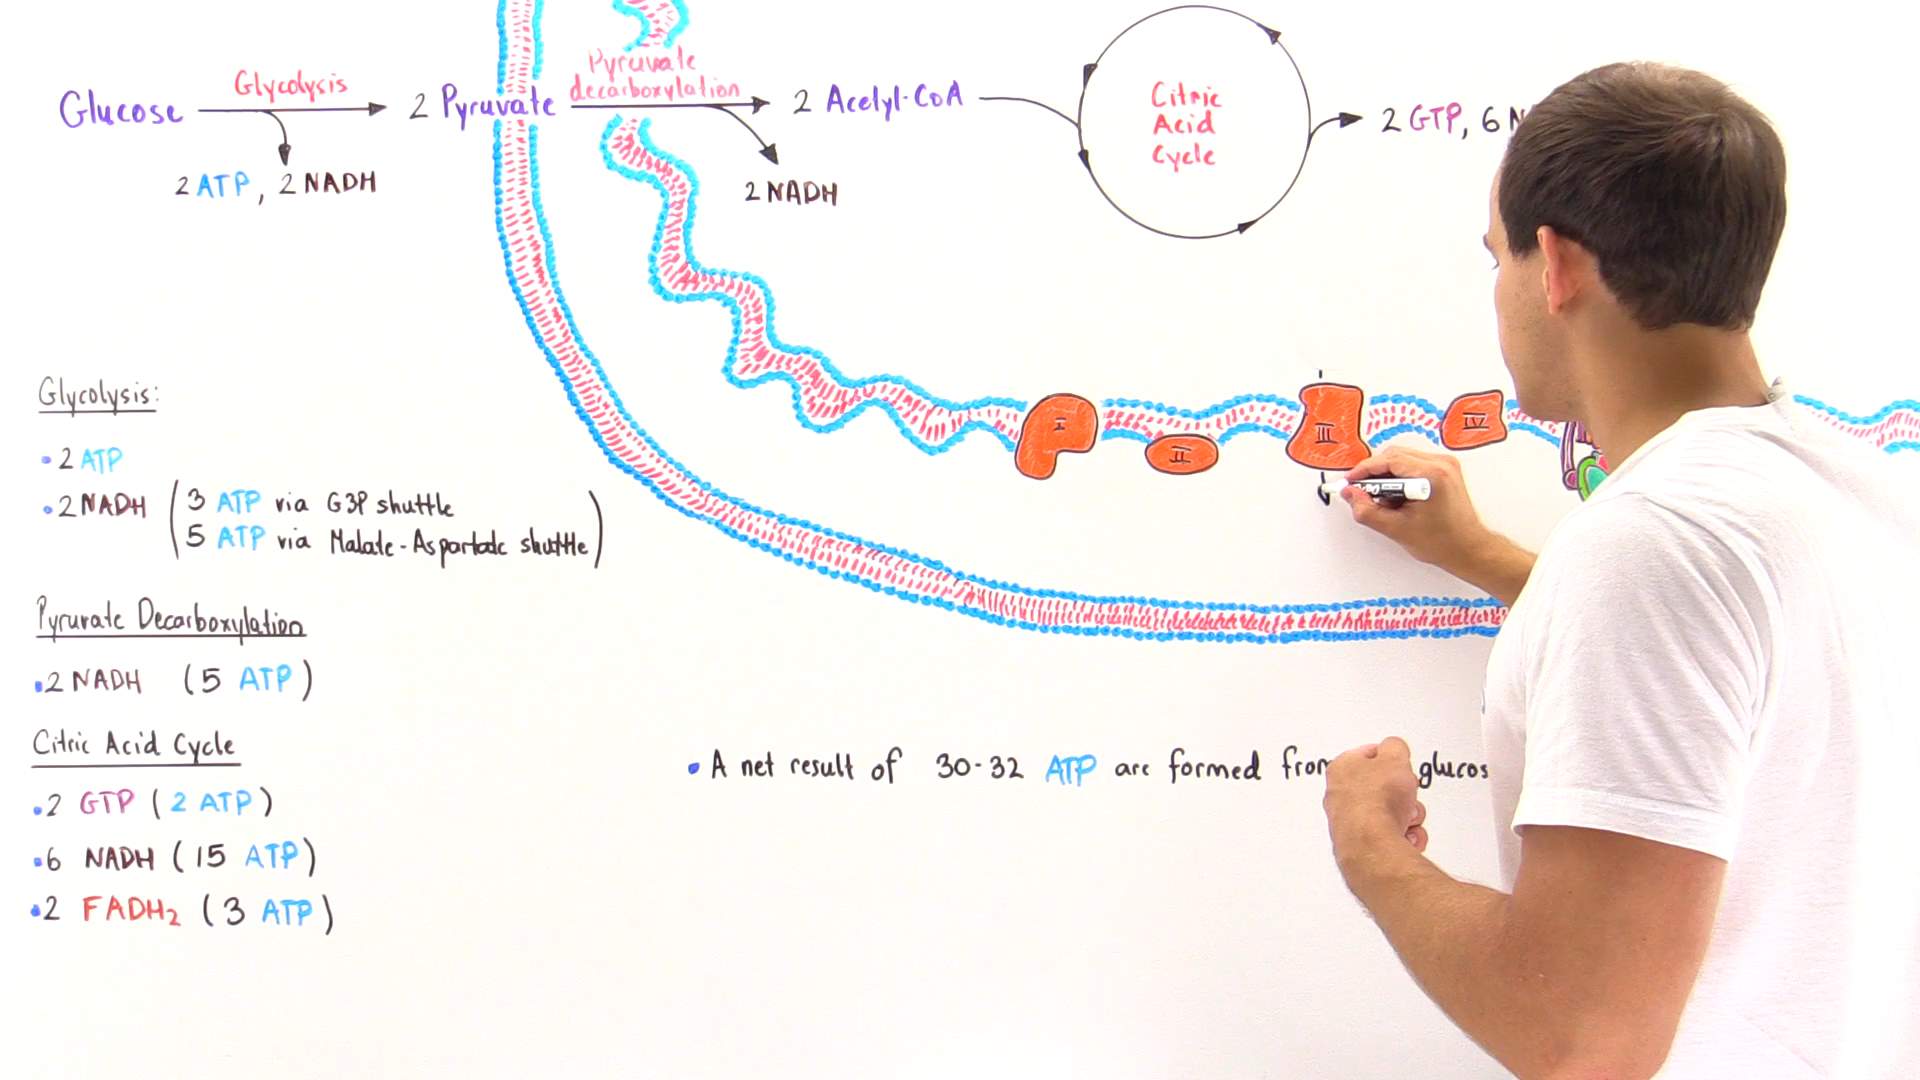 Glucose
Glycolysis
2 ATP, 2 NADH
2 Pyruvate
Pyruvate
decarboxylation
2 NADH
2 Acetyl-CoA
Citric
Acid
Cycle
2 GTP, 6 N
I
II
III
IV
Glycolysis:
• 2 ATP
• 2 NADH (3 ATP via G3P shuttle
5 ATP via Malate-Aspartate shuttle)
Pyruvate Decarboxylation
• 2 NADH (5 ATP)
Citric Acid Cycle
• 2 GTP (2 ATP)
• 6 NADH (15 ATP)
• 2 FADH₂ (3 ATP)
• A net result of 30-32 ATP are formed from glucos